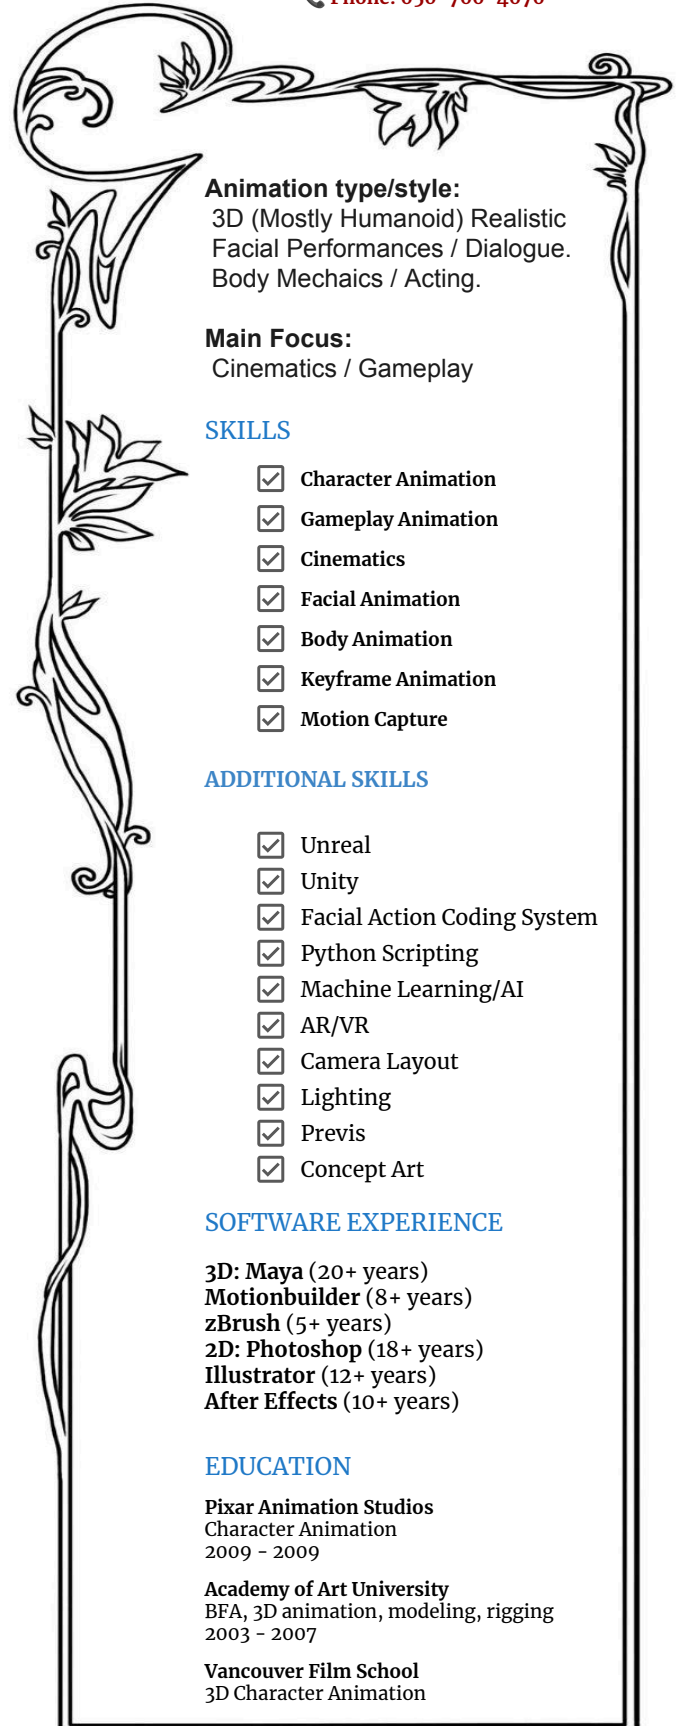 Animation type/style:
3D (Mostly Humanoid) Realistic
Facial Performances / Dialogue.
Body Mechaics / Acting.
Main Focus:
Cinematics / Gameplay
SKILLS
Character Animation
Gameplay Animation
Cinematics
Facial Animation
Body Animation
Keyframe Animation
Motion Capture
ADDITIONAL SKILLS
Unreal
Unity
Facial Action Coding System
Python Scripting
Machine Learning/AI
AR/VR
Camera Layout
Lighting
Previs
Concept Art
SOFTWARE EXPERIENCE
3D: Maya (20+ years)
Motionbuilder (8+ years)
zBrush (5+ years)
2D: Photoshop (18+ years)
Illustrator (12+ years)
After Effects (10+ years)
EDUCATION
Pixar Animation Studios
Character Animation
2009 - 2009
Academy of Art University
BFA, 3D animation, modeling, rigging
2003 - 2007
Vancouver Film School
3D Character Animation